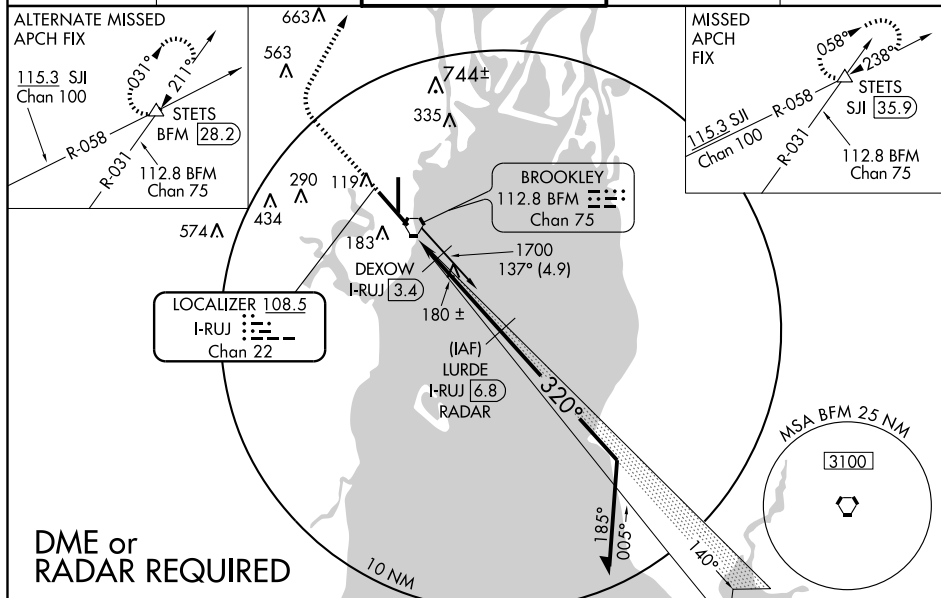 ALTERNATE MISSED
APCH FIX
115.3 SJI
Chan 100
031°
211°
STETS
BFM 28.2
R-058
R-031
112.8 BFM
Chan 75
663
563
744±
335
MISSED
APCH
FIX
058°
238°
STETS
SJI 35.9
R-058
115.3 SJI
Chan 100
R-031
112.8 BFM
Chan 75
119
290
434
574
183
BROOKLEY
112.8 BFM
Chan 75
1700
137° (4.9)
DEXOW
I-RUJ 3.4
180 ±
LOCALIZER 108.5
I-RUJ
Chan 22
(IAF)
LURDE
I-RUJ 6.8
RADAR
320°
MSA BFM 25 NM
3100
185°
005°
140°
10 NM
DME or
RADAR REQUIRED